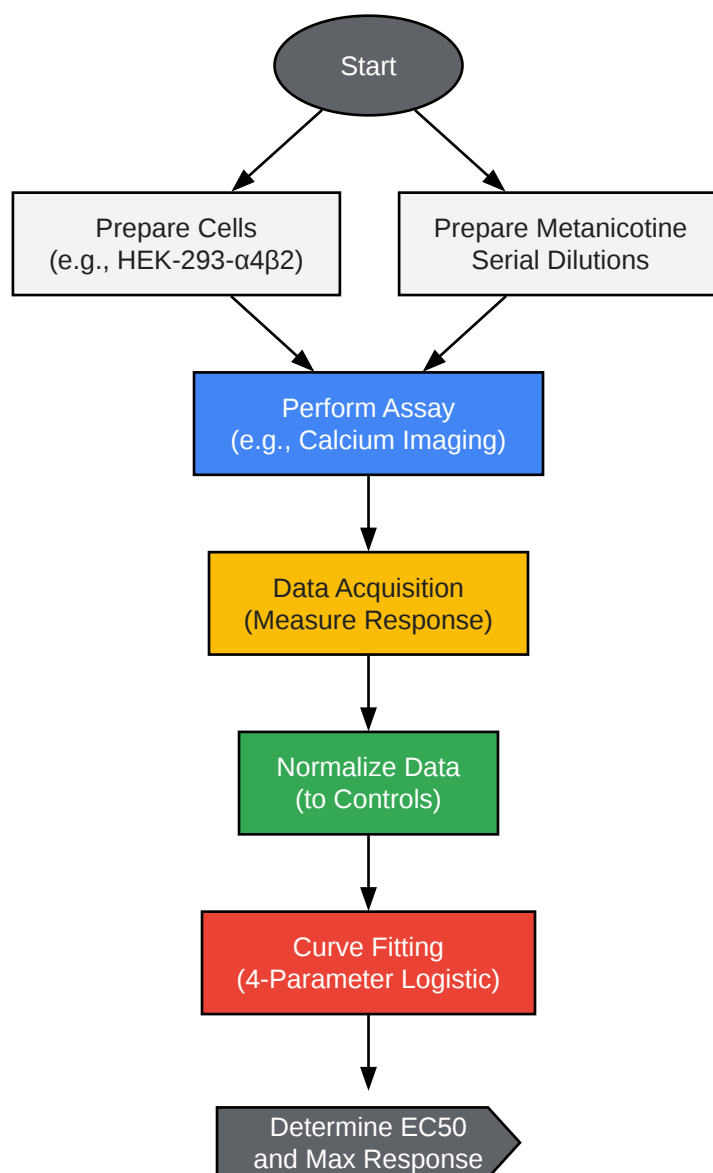 Start
Prepare Cells
(e.g., HEK-293-α4β2)
Prepare Metanicotine
Serial Dilutions
Perform Assay
(e.g., Calcium Imaging)
Data Acquisition
(Measure Response)
Normalize Data
(to Controls)
Curve Fitting
(4-Parameter Logistic)
Determine EC50
and Max Response